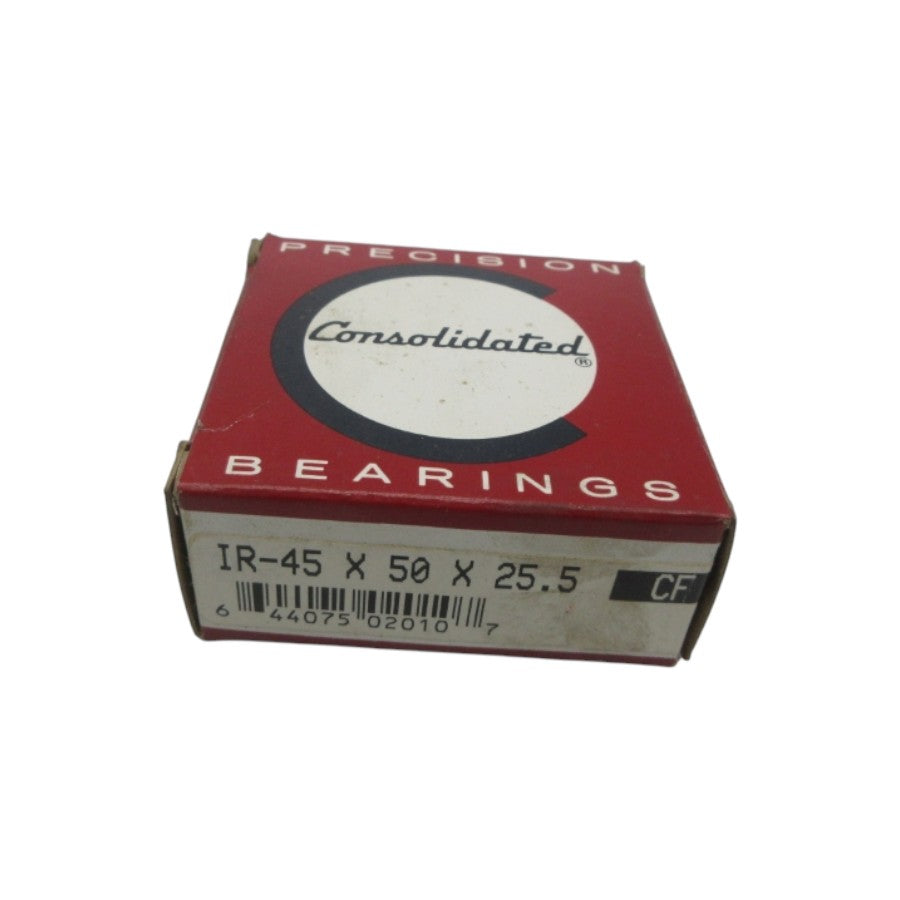 PRECISION
Consolidated®
BEARINGS
IR-45 X 50 X 25.5 CF
6 44075 02010 7